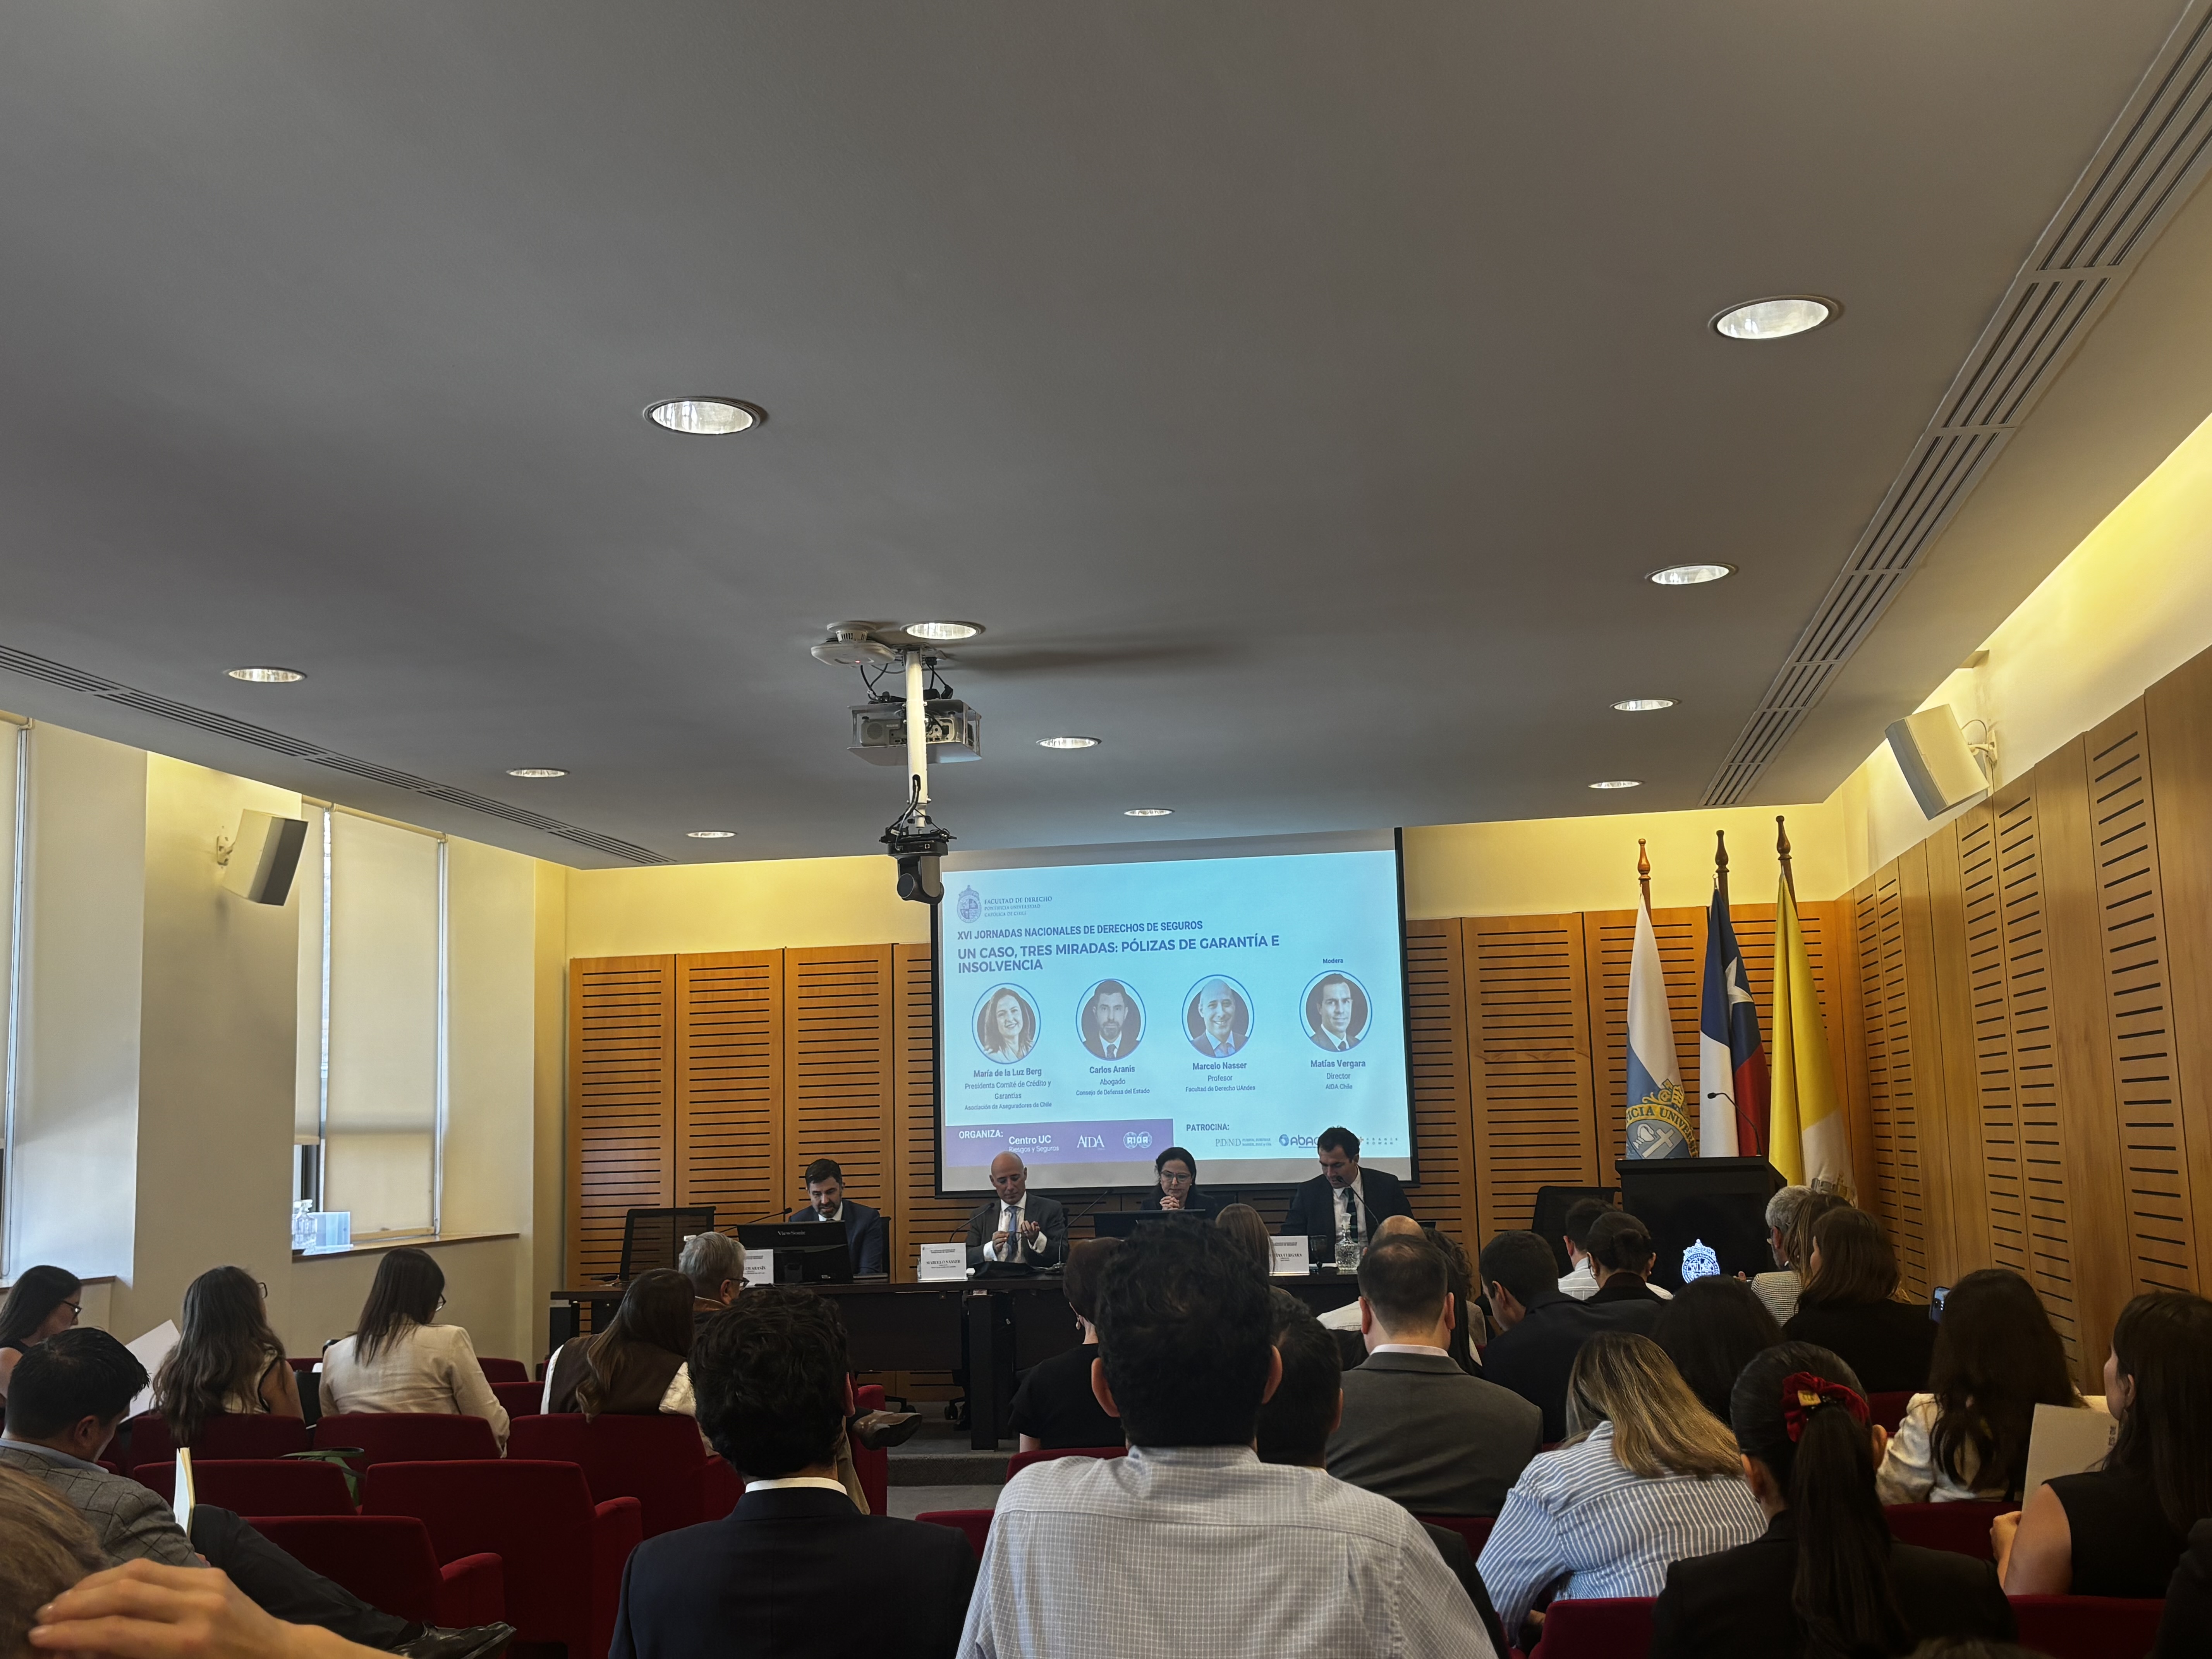 FACULTAD DE DERECHO
PONTIFICIA UNIVERSIDAD
CATÓLICA DE CHILE
XVI JORNADAS NACIONALES DE DERECHOS DE SEGUROS
UN CASO, TRES MIRADAS: PÓLIZAS DE GARANTÍA E
INSOLVENCIA
María de la Luz Berg
Presidenta Comité de Crédito y
Garantías
Asociación de Aseguradores de Chile
Carlos Aranis
Abogado
Consejo de Defensa del Estado
Marcelo Nasser
Profesor
Facultad de Derecho UAndes
Modera
Matías Vergara
Director
AIDA Chile
ORGANIZA:
Centro UC
Riesgos y Seguros
AIDA
PATROCINA:
ViewSonic
MARCELO NASSER